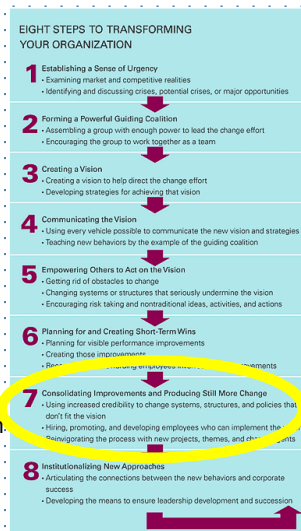 EIGHT STEPS TO TRANSFORMING
YOUR ORGANIZATION
1 Establishing a Sense of Urgency
• Examining market and competitive realities
• Identifying and discussing crises, potential crises, or major opportunities
2 Forming a Powerful Guiding Coalition
• Assembling a group with enough power to lead the change effort
• Encouraging the group to work together as a team
3 Creating a Vision
• Creating a vision to help direct the change effort
• Developing strategies for achieving that vision
4 Communicating the Vision
• Using every vehicle possible to communicate the new vision and strategies
• Teaching new behaviors by the example of the guiding coalition
5 Empowering Others to Act on the Vision
• Getting rid of obstacles to change
• Changing systems or structures that seriously undermine the vision
• Encouraging risk taking and nontraditional ideas, activities, and actions
6 Planning for and Creating Short-Term Wins
• Planning for visible performance improvements
• Creating those improvements
7 Consolidating Improvements and Producing Still More Change
• Using increased credibility to change systems, structures, and policies that
don't fit the vision
• Hiring, promoting, and developing employees who can implement the
• Reinvigorating the process with new projects, themes, and
8 Institutionalizing New Approaches
• Articulating the connections between the new behaviors and corporate
success
• Developing the means to ensure leadership development and succession